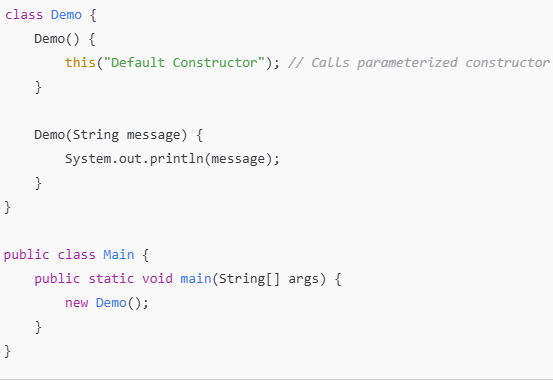 class Demo {
    Demo() {
        this("Default Constructor"); // Calls parameterized constructor
    }

    Demo(String message) {
        System.out.println(message);
    }
}

public class Main {
    public static void main(String[] args) {
        new Demo();
    }
}